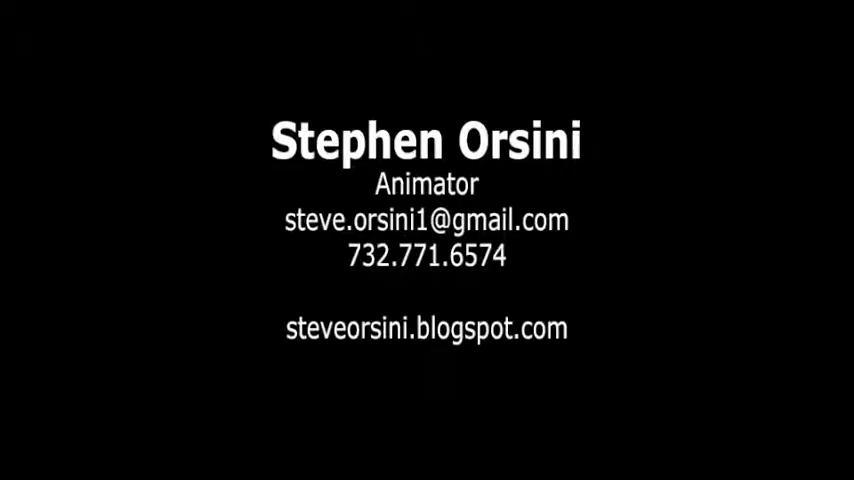 Stephen Orsini
Animator
steve.orsini1@gmail.com
732.771.6574
steveorsini.blogspot.com